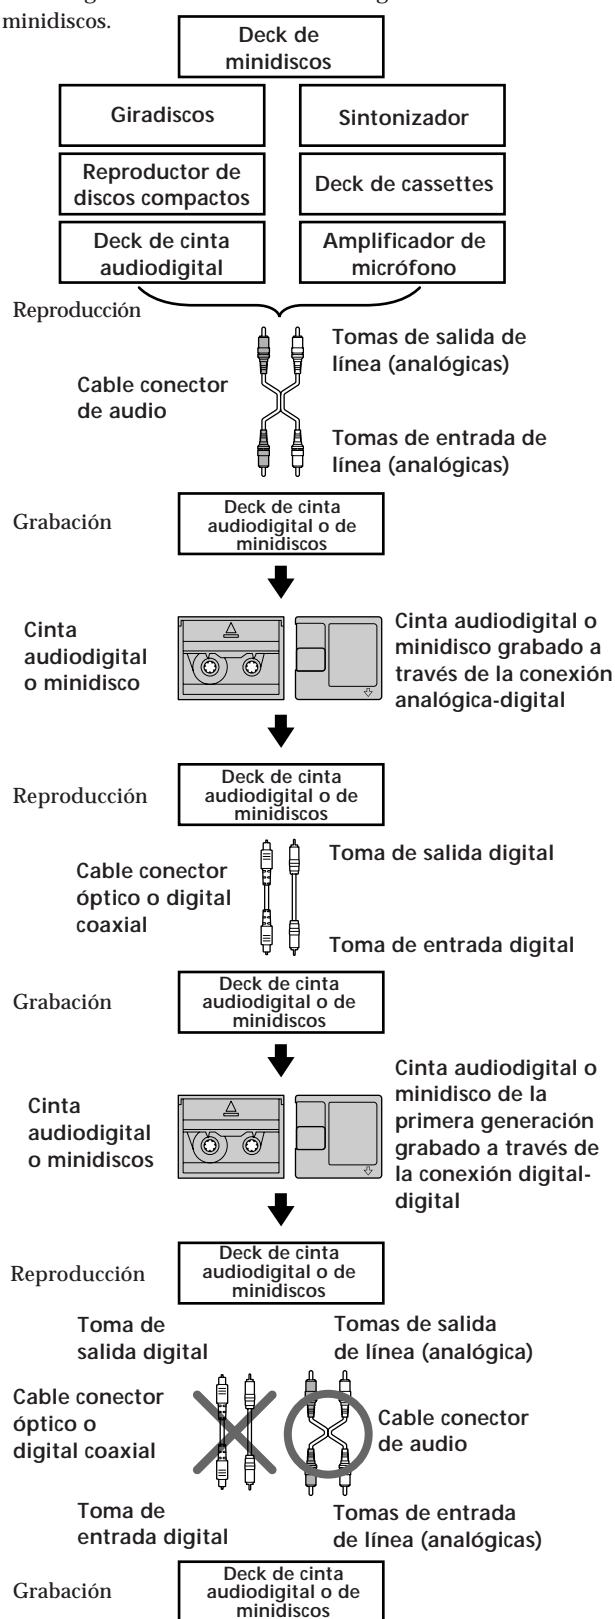 minidiscos.
Deck de
minidiscos
Giradiscos
Sintonizador
Reproductor de
discos compactos
Deck de cassettes
Deck de cinta
audiodigital
Amplificador de
micrófono
Reproducción
Tomas de salida de
línea (analógicas)
Cable conector
de audio
Tomas de entrada de
línea (analógicas)
Grabación
Deck de cinta
audiodigital o de
minidiscos
Cinta
audiodigital
o minidisco
Cinta audiodigital o
minidisco grabado a
través de la conexión
analógica-digital
Reproducción
Deck de cinta
audiodigital o de
minidiscos
Cable conector
óptico o digital
coaxial
Toma de salida digital
Toma de entrada digital
Grabación
Deck de cinta
audiodigital o de
minidiscos
Cinta
audiodigital
o minidiscos
Cinta audiodigital o
minidisco de la
primera generación
grabado a través de
la conexión digital-
digital
Reproducción
Deck de cinta
audiodigital o de
minidiscos
Toma de
salida digital
Tomas de salida
de línea (analógica)
Cable conector
óptico o
digital coaxial
Cable conector
de audio
Toma de
entrada digital
Tomas de entrada
de línea (analógicas)
Grabación
Deck de cinta
audiodigital o de
minidiscos